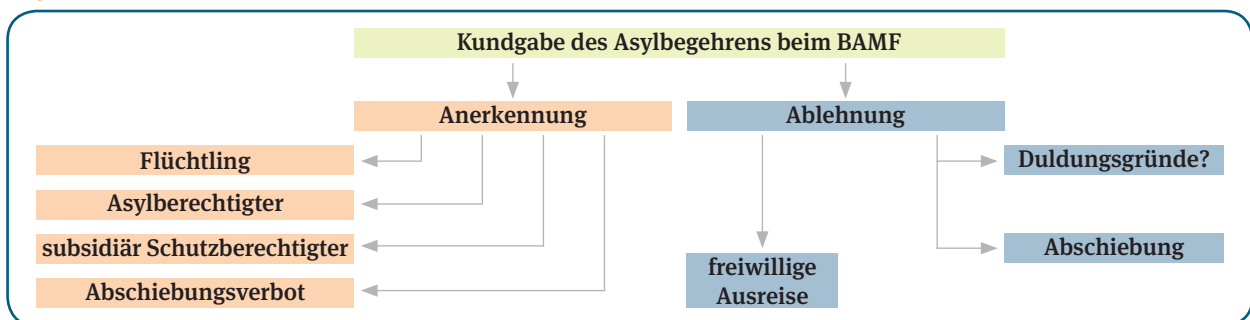 Kundgabe des Asylbegehrens beim BAMF
Anerkennung
Ablehnung
Flüchtling
Asylberechtigter
subsidiär Schutzberechtigter
Abschiebungsverbot
freiwillige
Ausreise
Duldungsgründe?
Abschiebung